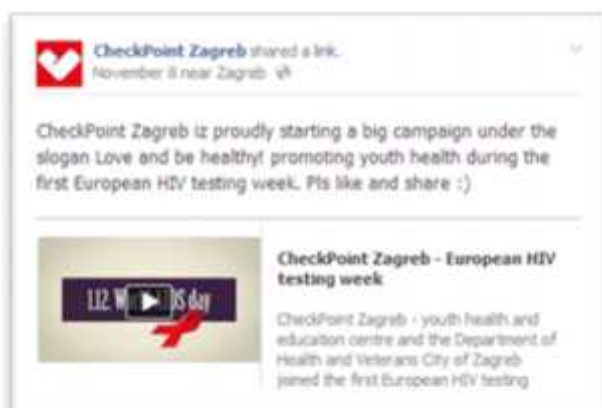 CheckPoint Zagreb shared a link.
November 8 near Zagreb
CheckPoint Zagreb iz proudly starting a big campaign under the
slogan Love and be healthy! promoting youth health during the
first European HIV testing week. Pls like and share :)
1.12. W S day
CheckPoint Zagreb - European HIV
testing week
CheckPoint Zagreb - youth health and
education centre and the Department of
Health and Veterans City of Zagreb
joined the first European HIV testing